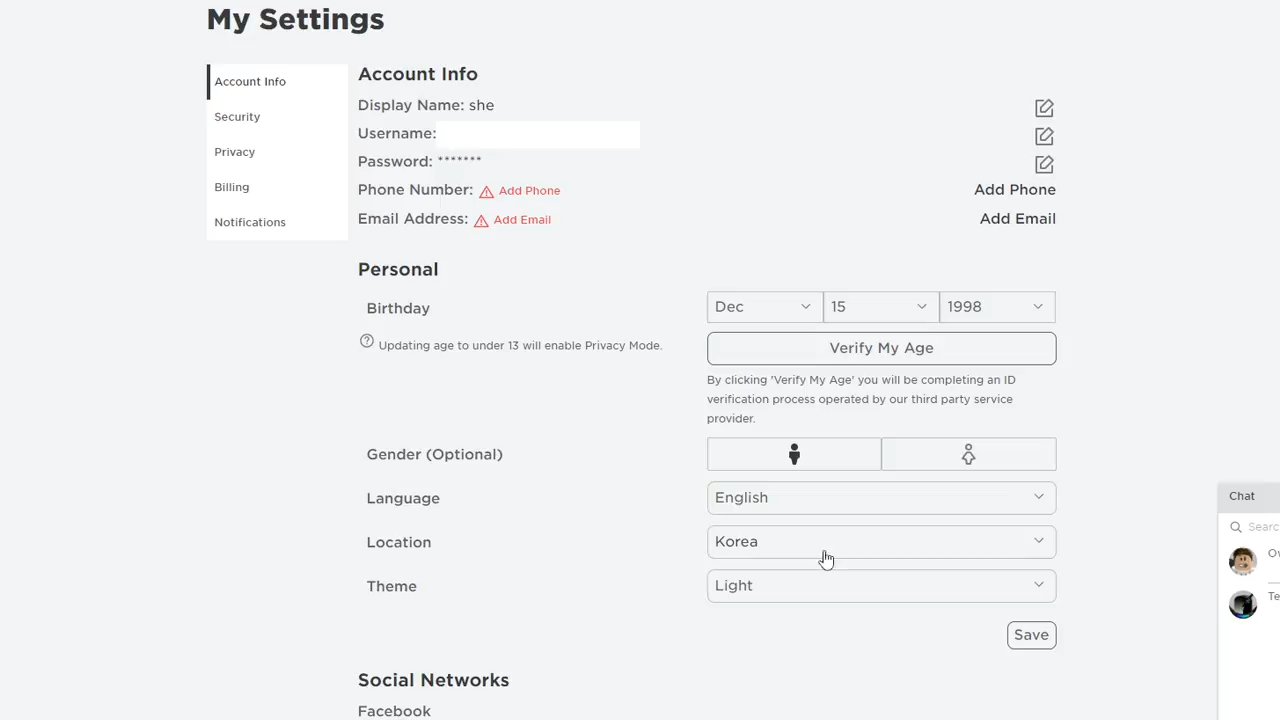 My Settings
Account Info
Security
Privacy
Billing
Notifications
Account Info
Display Name: she
Username:
Password: *******
Phone Number: Add Phone
Add Phone
Email Address: Add Email
Add Email
Personal
Birthday
Dec
15
1998
Updating age to under 13 will enable Privacy Mode.
Verify My Age
By clicking 'Verify My Age' you will be completing an ID
verification process operated by our third party service
provider.
Gender (Optional)
Language
English
Location
Korea
Theme
Light
Save
Social Networks
Facebook
Chat